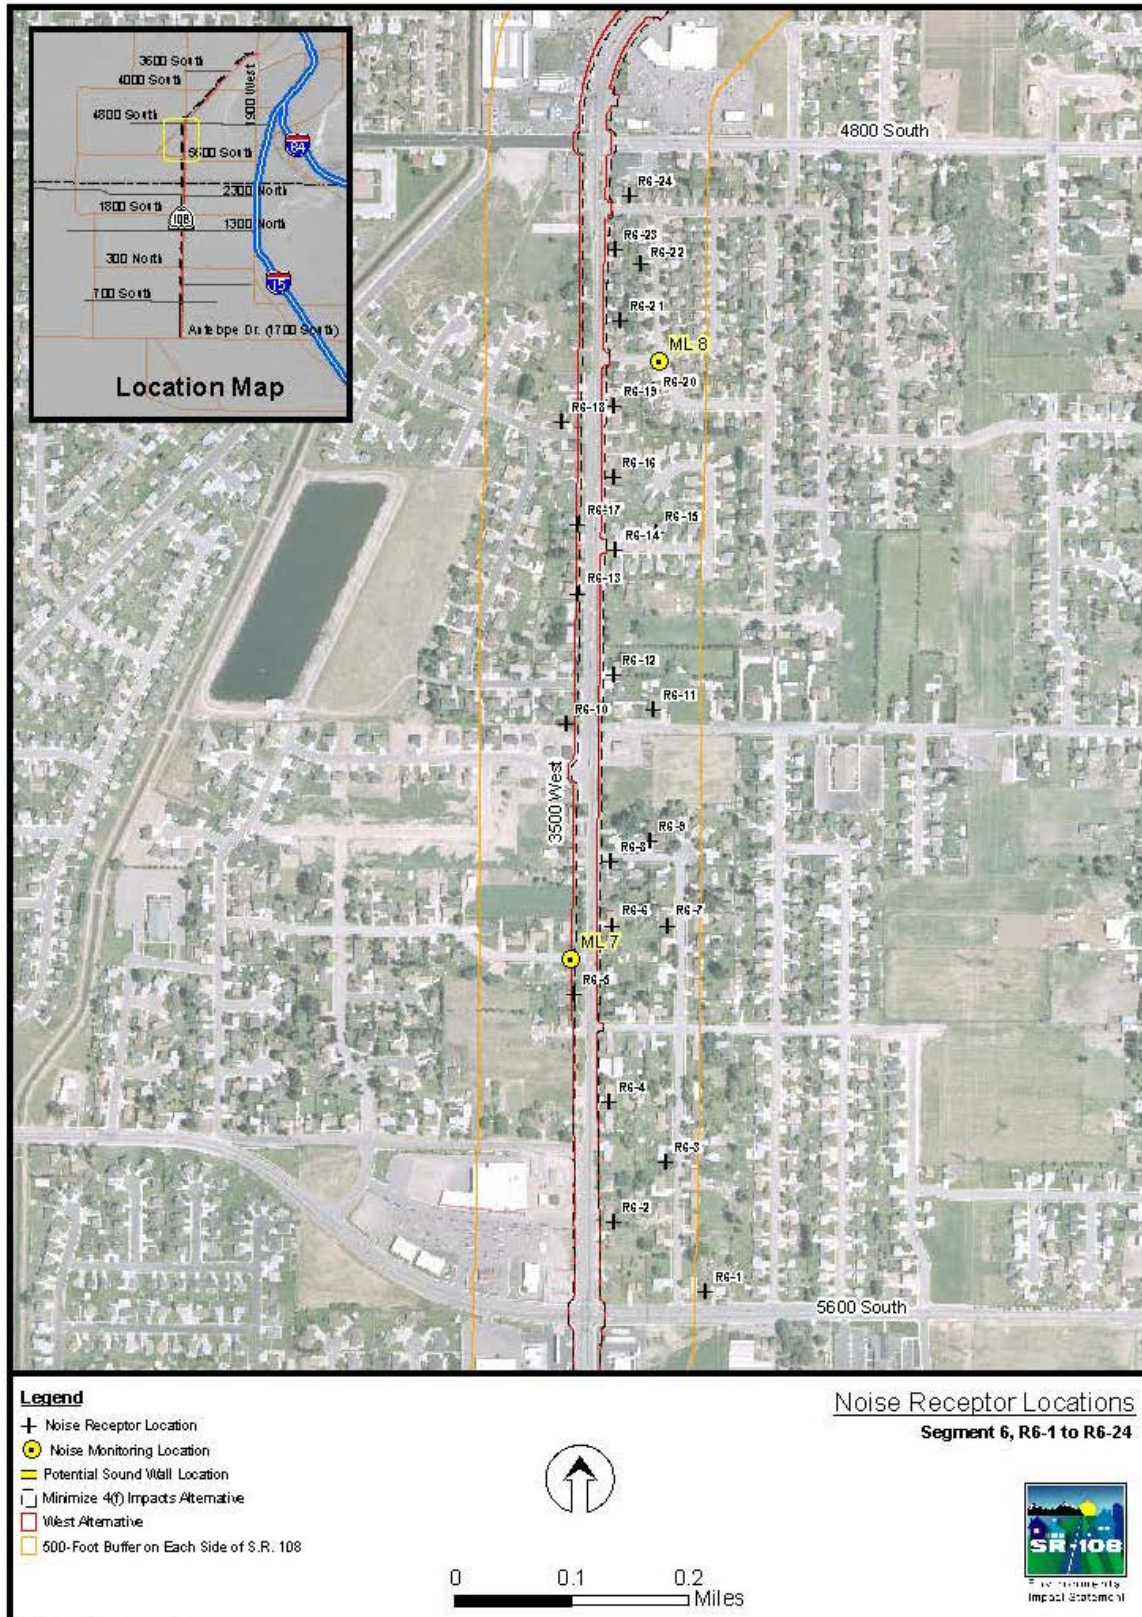 3600 South
4000 South
1900 West
4800 South
84
5600 South
2300 North
1800 South
108
1300 North
300 North
15
700 South
Antelope Dr. (1700 South)
Location Map
4800 South
R6-24
R6-23
R6-22
R6-21
ML 8
R6-20
R6-19
R6-18
R6-16
R6-17
R6-15
R6-14
R6-13
R6-12
R6-11
R6-10
3500 West
R6-9
R6-8
R6-6
R6-7
ML 7
R6-5
R6-4
R6-3
R6-2
R6-1
5600 South
Legend
Noise Receptor Location
Noise Monitoring Location
Potential Sound Wall Location
Minimize 4(f) Impacts Alternative
West Alternative
500-Foot Buffer on Each Side of S.R. 108
Noise Receptor Locations
Segment 6, R6-1 to R6-24
0 0.1 0.2
Miles
SR-108
Environmental
Impact Statement